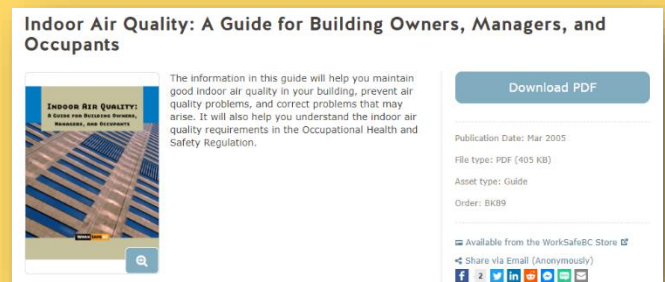 Indoor Air Quality: A Guide for Building Owners, Managers, and
Occupants
INDOOR AIR QUALITY:
A GUIDE FOR BUILDING OWNERS,
MANAGERS, AND OCCUPANTS
WORK SAFE BC
The information in this guide will help you maintain
good indoor air quality in your building, prevent air
quality problems, and correct problems that may
arise. It will also help you understand the indoor air
quality requirements in the Occupational Health and
Safety Regulation.
Download PDF
Publication Date: Mar 2005
File type: PDF (405 KB)
Asset type: Guide
Order: BK89
Available from the WorkSafeBC Store
Share via Email (Anonymously)
2